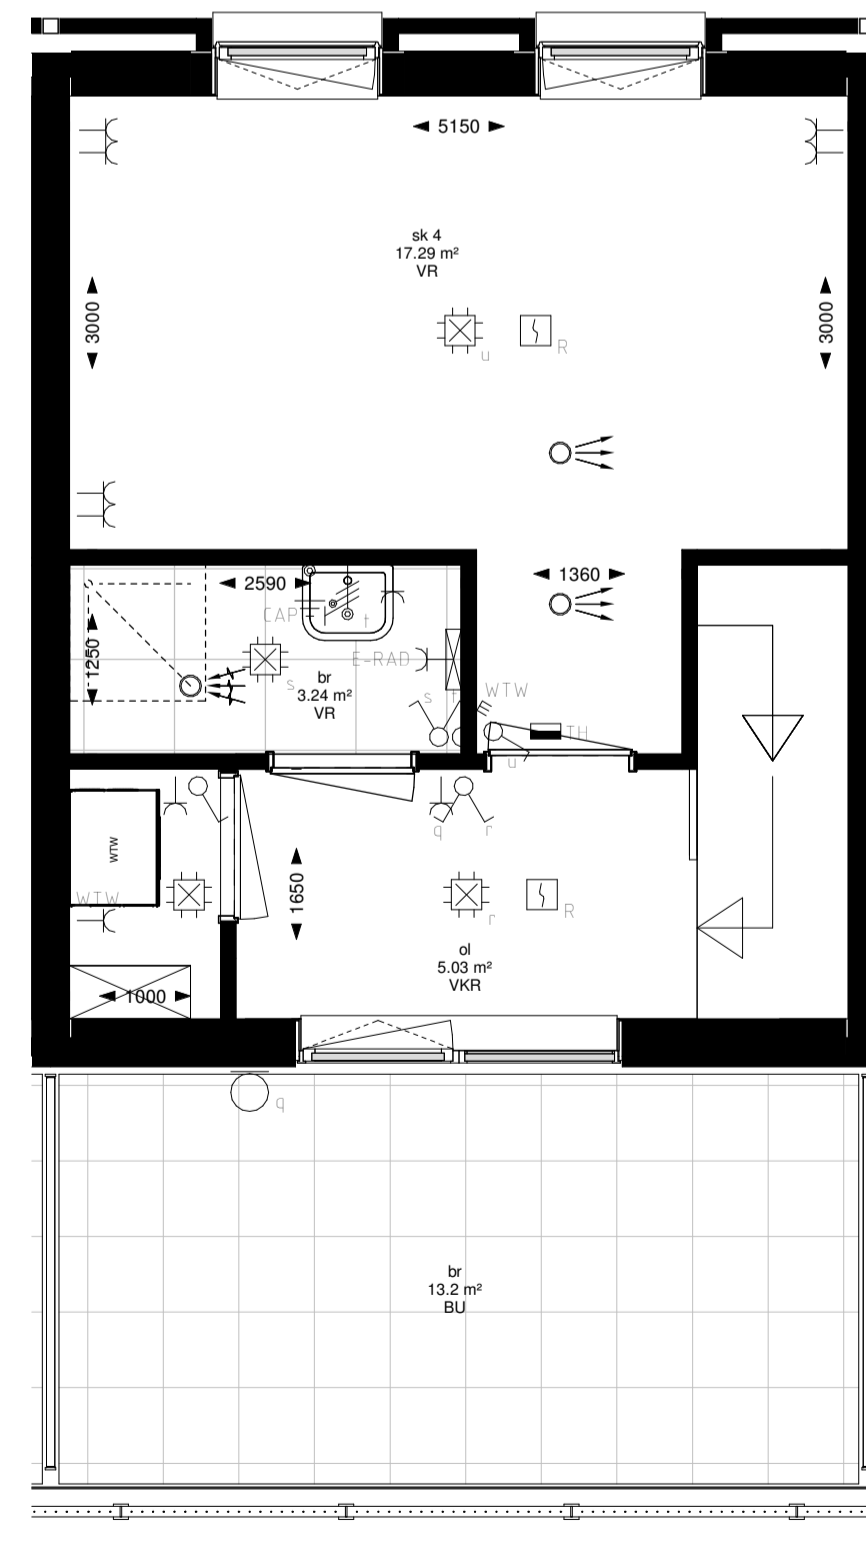 5150
sk 4
17.29 m²
VR
3000
3000
u
R
2590
1360
CAP
t
1250
E-RAD
br
3.24 m²
VR
s
s
t
WTW
TH
u
WTW
q
r
WTW
1650
r
R
ol
5.03 m²
VKR
1000
q
br
13.2 m²
BU